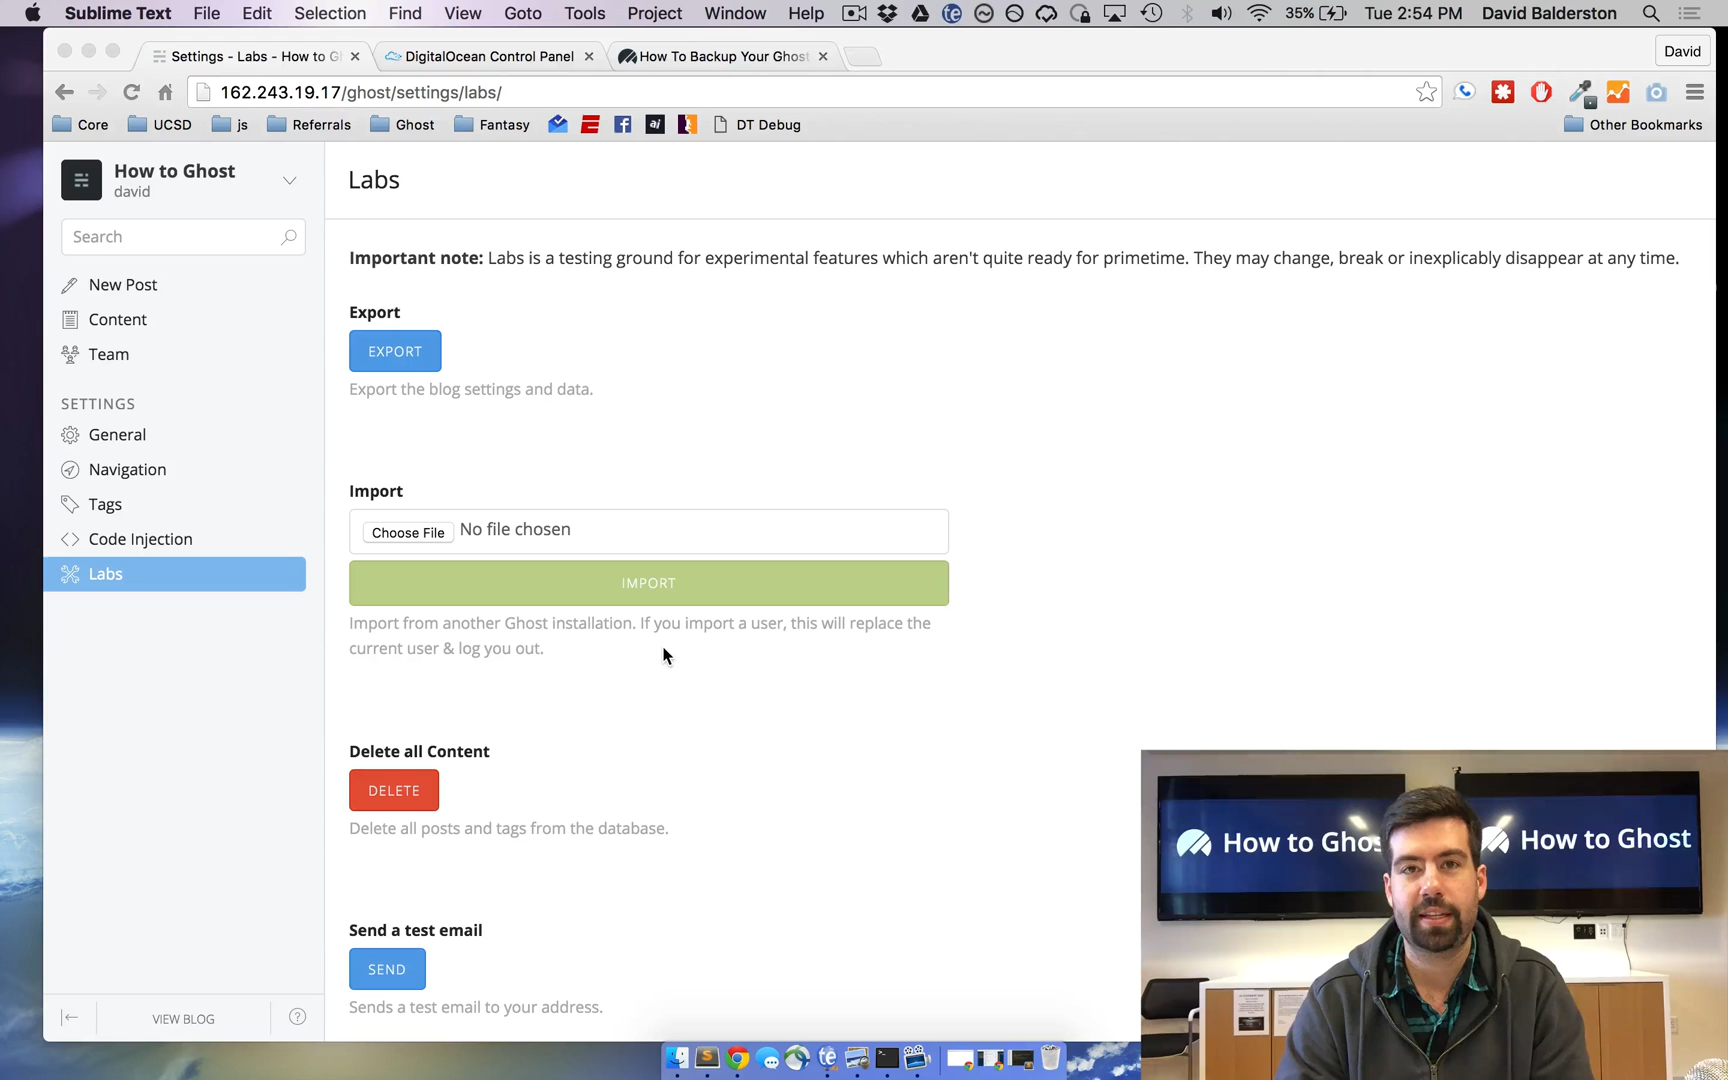 Sublime Text File Edit Selection Find View Goto Tools Project Window Help 35% Tue 2:54 PM David Balderston
Settings - Labs - How to G DigitalOcean Control Panel How To Backup Your Ghost David
162.243.19.17/ghost/settings/labs/
Core UCSD js Referrals Ghost Fantasy DT Debug Other Bookmarks
How to Ghost
david
Search
New Post
Content
Team
SETTINGS
General
Navigation
Tags
Code Injection
Labs
VIEW BLOG
Labs
Important note: Labs is a testing ground for experimental features which aren't quite ready for primetime. They may change, break or inexplicably disappear at any time.
Export
EXPORT
Export the blog settings and data.
Import
Choose File No file chosen
IMPORT
Import from another Ghost installation. If you import a user, this will replace the
current user & log you out.
Delete all Content
DELETE
Delete all posts and tags from the database.
Send a test email
SEND
Sends a test email to your address.
How to Ghos
How to Ghost